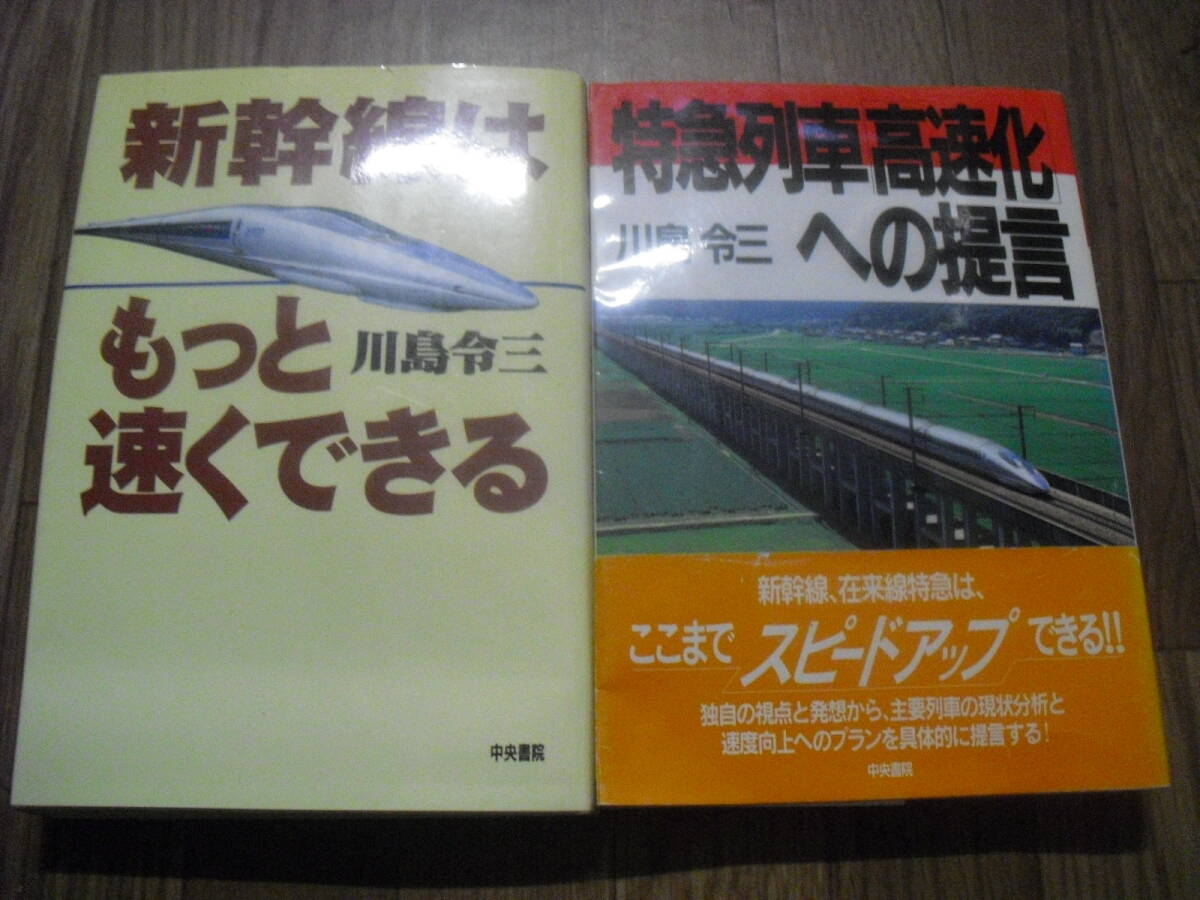 新幹線は
もっと
川島令三
速くできる
中央書院
特急列車「高速化」
への提言
川島令三
新幹線、在来線特急は、
ここまでスピードアップできる!!
独自の視点と発想から、主要列車の現状分析と
速度向上へのプランを具体的に提言する!
中央書院